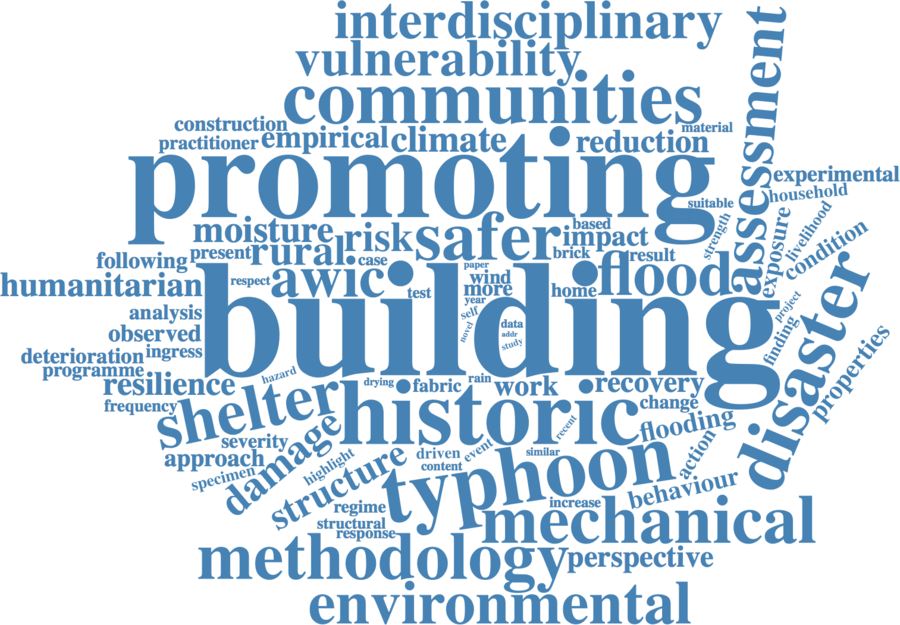 interdisciplinary
vulnerability
communities
assessment
construction
material
practitioner
empirical
climate
reduction
promoting
experimental
household
suitable
livelihood
moisture
rural
risk
safer
based
impact
strength
exposure
condition
following
present
case
brick
result
humanitarian
respect
awic
test
paper
wind
more
home
flood
year
self
novel
data
addr
study
building
project
finding
disaster
analysis
observed
deterioration
ingress
programme
properties
resilience
hazard
drying
fabric
rain
work
recovery
frequency
shelter
historic
change
severity
damage
recent
flooding
approach
specimen
highlight
structure
driven
content
event
similar
typhoon
action
behaviour
regime
increase
structural
response
mechanical
methodology
perspective
environmental